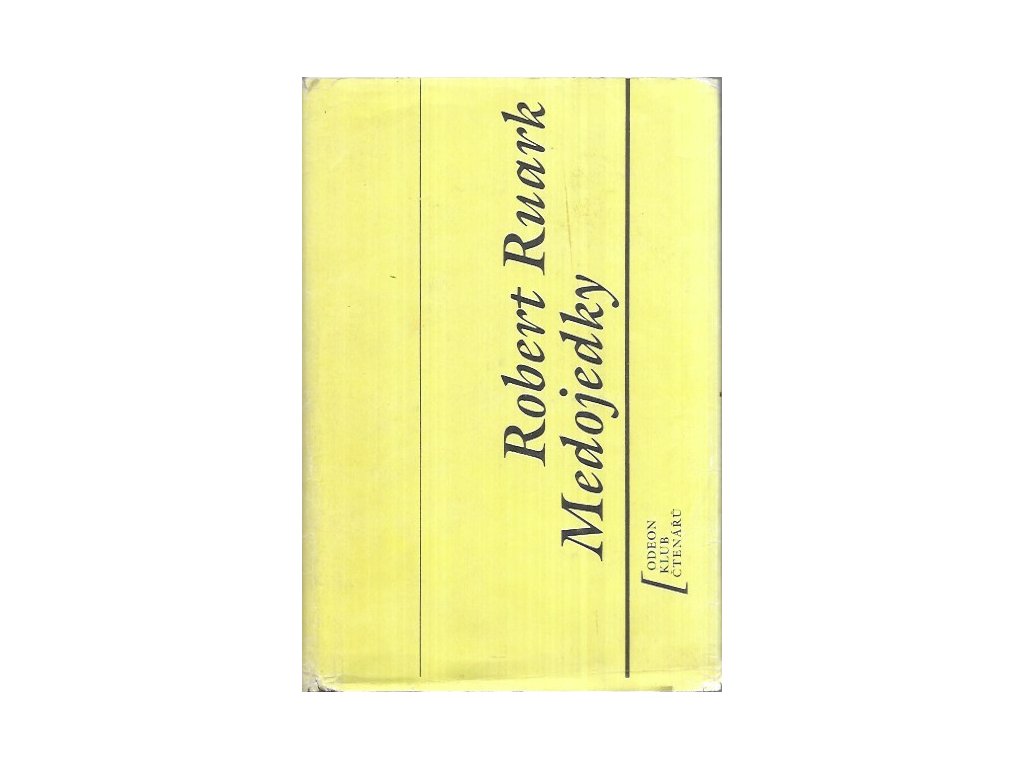 Robert Ruark
Medojedky
ODEON
KLUB
ČTENÁŘŮ